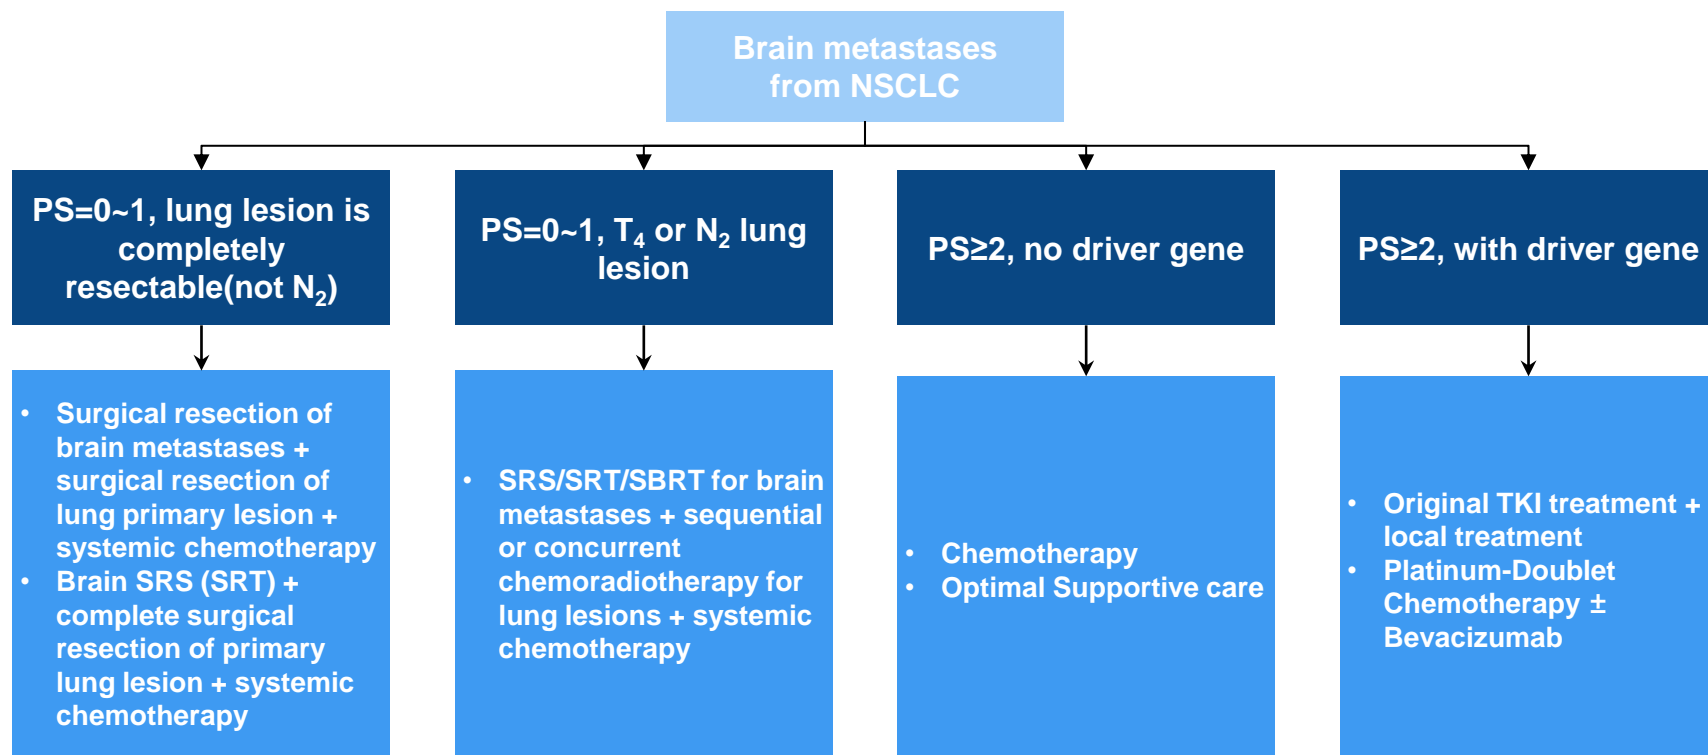 Brain metastases
from NSCLC
PS=0~1, lung lesion is
completely
resectable(not N₂)
PS=0~1, T₄ or N₂ lung
lesion
PS≥2, no driver gene
PS≥2, with driver gene
• Surgical resection of
brain metastases +
surgical resection of
lung primary lesion +
systemic chemotherapy
• Brain SRS (SRT) +
complete surgical
resection of primary
lung lesion + systemic
chemotherapy
• SRS/SRT/SBRT for brain
metastases + sequential
or concurrent
chemoradiotherapy for
lung lesions + systemic
chemotherapy
• Chemotherapy
• Optimal Supportive care
• Original TKI treatment +
local treatment
• Platinum-Doublet
Chemotherapy ±
Bevacizumab